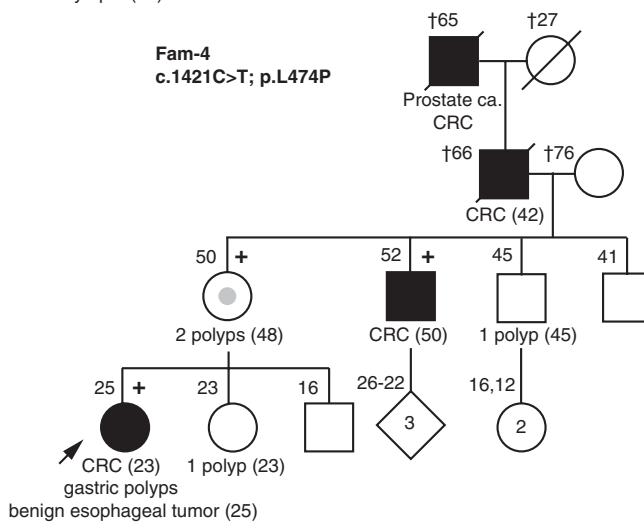 †65 †27
Fam-4
c.1421C>T; p.L474P
Prostate ca.
CRC
†66 †76
CRC (42)
50 + 52 + 45 41
2 polyps (48) CRC (50) 1 polyp (45)
25 + 23 16 26-22 16,12
3 2
CRC (23) 1 polyp (23)
gastric polyps
benign esophageal tumor (25)